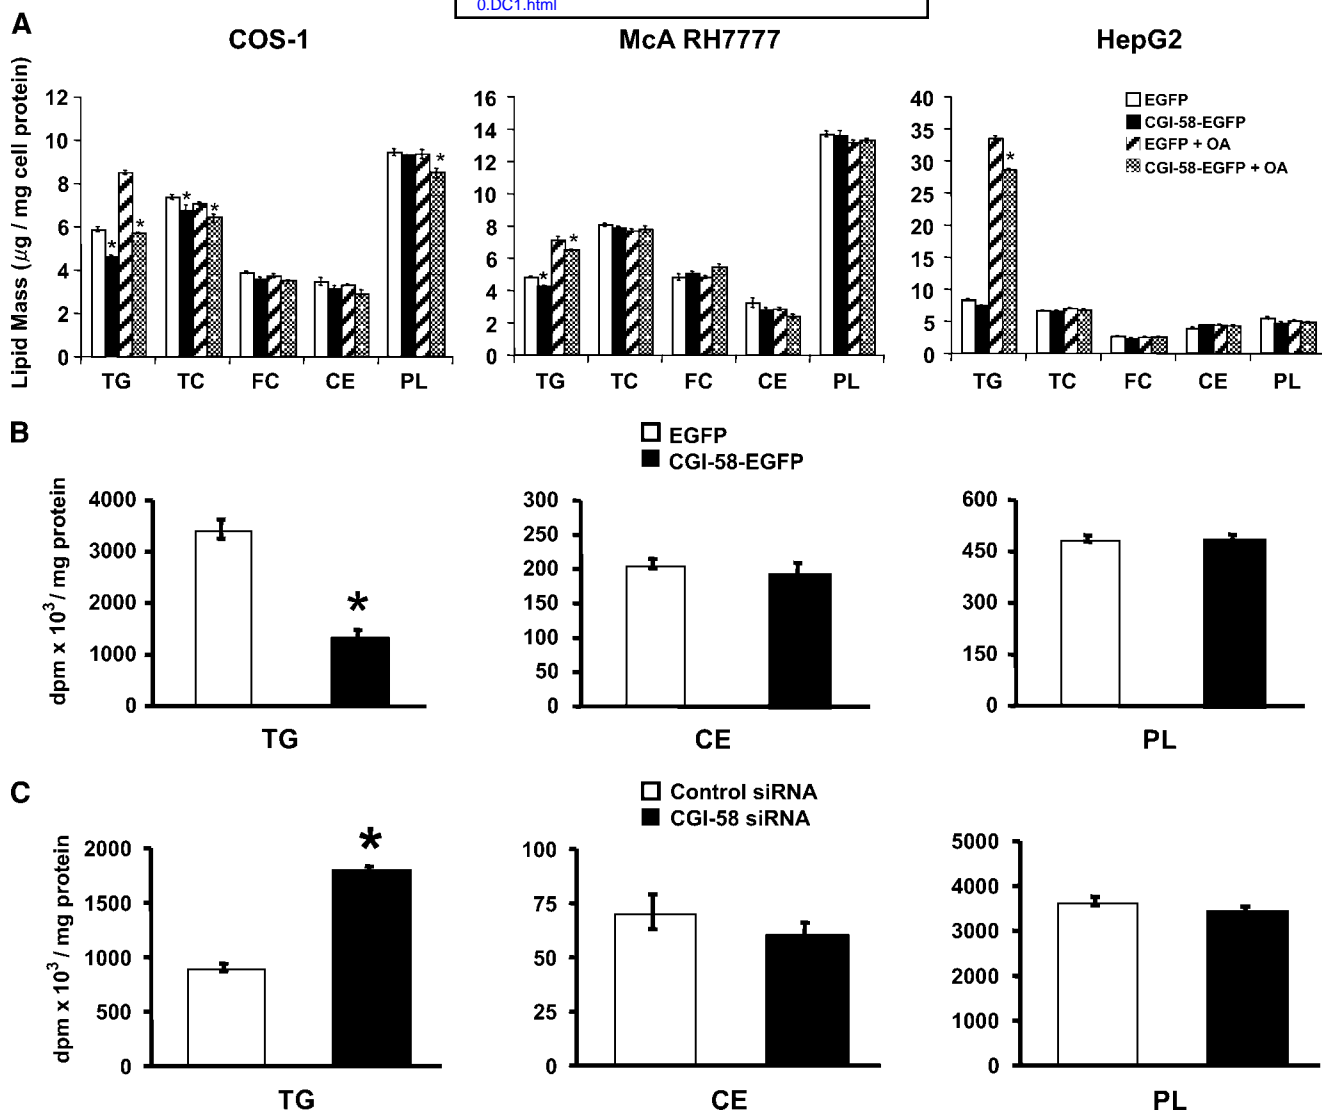 0.DC1.html
A
COS-1
McA RH7777
HepG2
Lipid Mass (μg / mg cell protein)
12
10
8
6
4
2
0
TG TC FC CE PL
16
14
12
10
8
6
4
2
0
TG TC FC CE PL
40
35
30
25
20
15
10
5
0
TG TC FC CE PL
EGFP
CGI-58-EGFP
EGFP + OA
CGI-58-EGFP + OA
* * * * *
* *
*
B
EGFP
CGI-58-EGFP
dpm x 10³ / mg protein
4000
3000
2000
1000
0
*
TG
300
250
200
150
100
50
0
CE
600
450
300
150
0
PL
C
Control siRNA
CGI-58 siRNA
dpm x 10³ / mg protein
2000
1500
1000
500
0
*
TG
100
75
50
25
0
CE
5000
4000
3000
2000
1000
0
PL